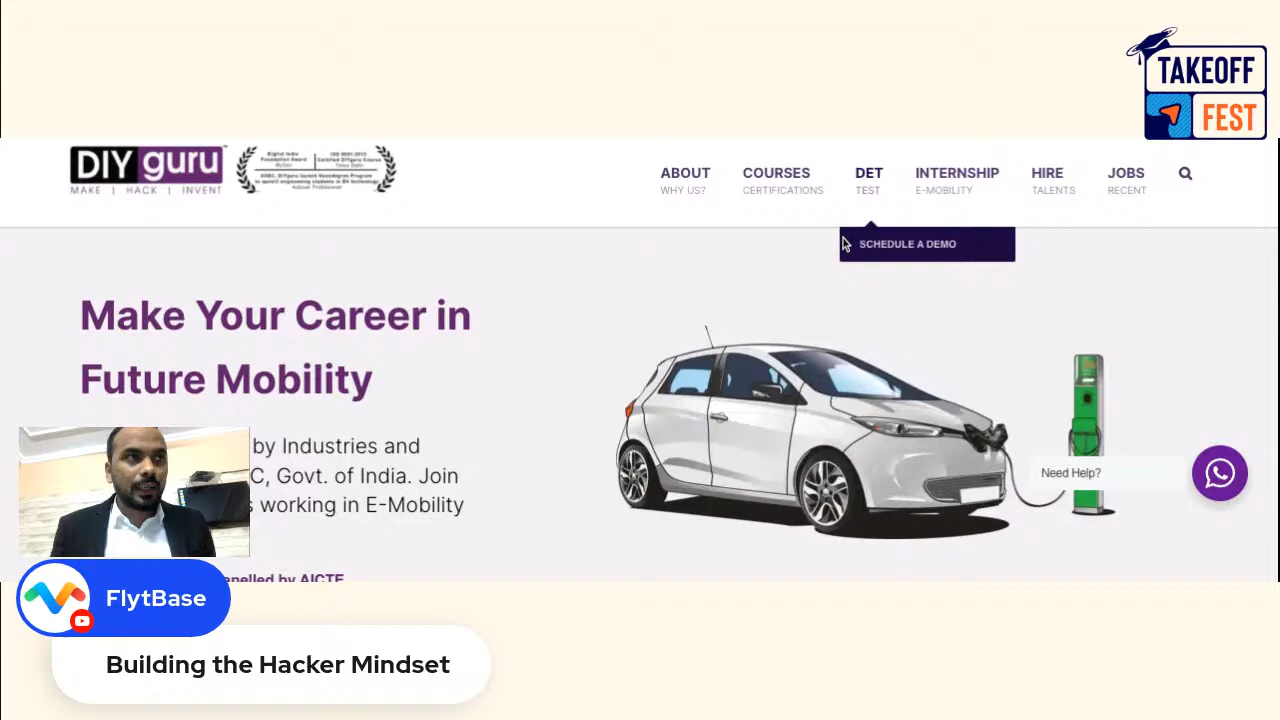 TAKEOFF
FEST
DIY guru
MAKE | HACK | INVENT
ABOUT
WHY US?
COURSES
CERTIFICATIONS
DET
TEST
INTERNSHIP
E-MOBILITY
HIRE
TALENTS
JOBS
RECENT
SCHEDULE A DEMO
Make Your Career in
Future Mobility
by Industries and
C, Govt. of India. Join
working in E-Mobility
by AICTE
Need Help?
FlytBase
Building the Hacker Mindset